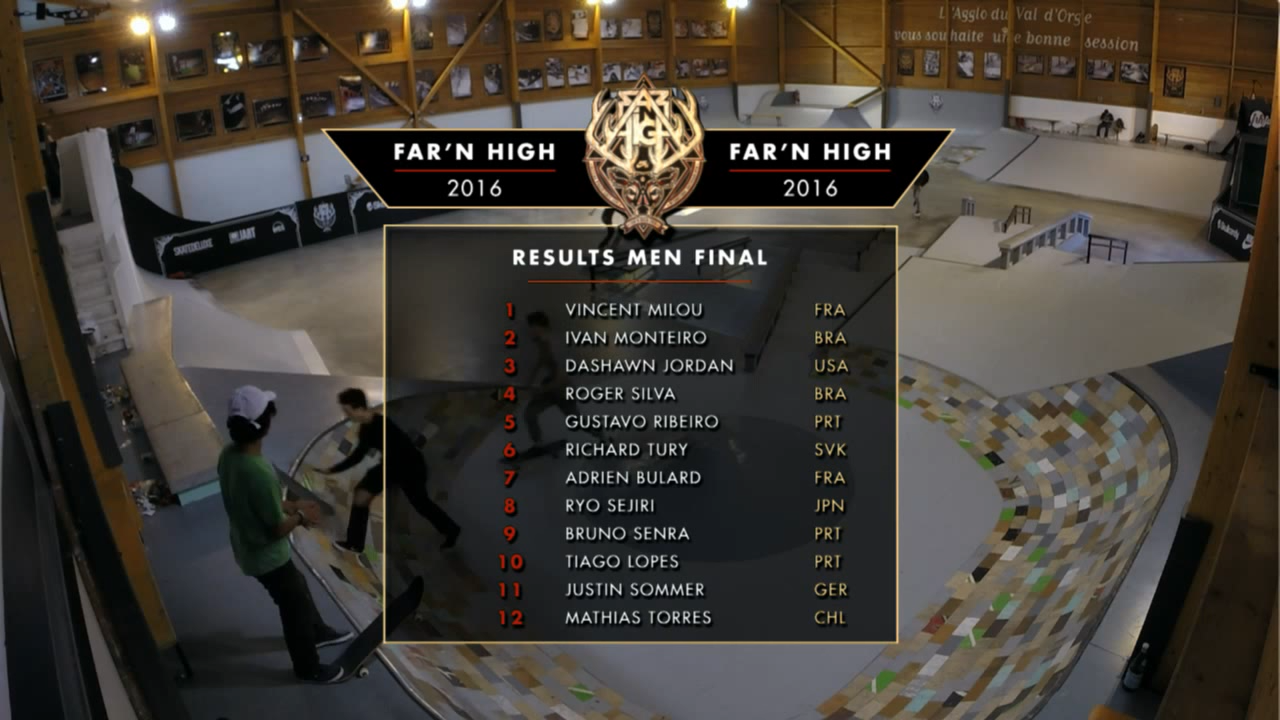 L'Agglo du Val d'Orge
vous souhaite une bonne session
FAR'N HIGH
2016
FAR'N HIGH
2016
SKATEDELUXE
JART
RESULTS MEN FINAL
1 VINCENT MILOU FRA
2 IVAN MONTEIRO BRA
3 DASHAWN JORDAN USA
4 ROGER SILVA BRA
5 GUSTAVO RIBEIRO PRT
6 RICHARD TURY SVK
7 ADRIEN BULARD FRA
8 RYO SEJIRI JPN
9 BRUNO SENRA PRT
10 TIAGO LOPES PRT
11 JUSTIN SOMMER GER
12 MATHIAS TORRES CHL